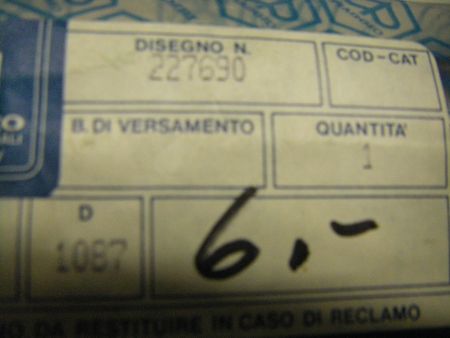 DISEGNO N. COD-CAT
227690
B. DI VERSAMENTO QUANTITA'
1
D
1087 6.-
DA RESTITUIRE IN CASO DI RECLAMO